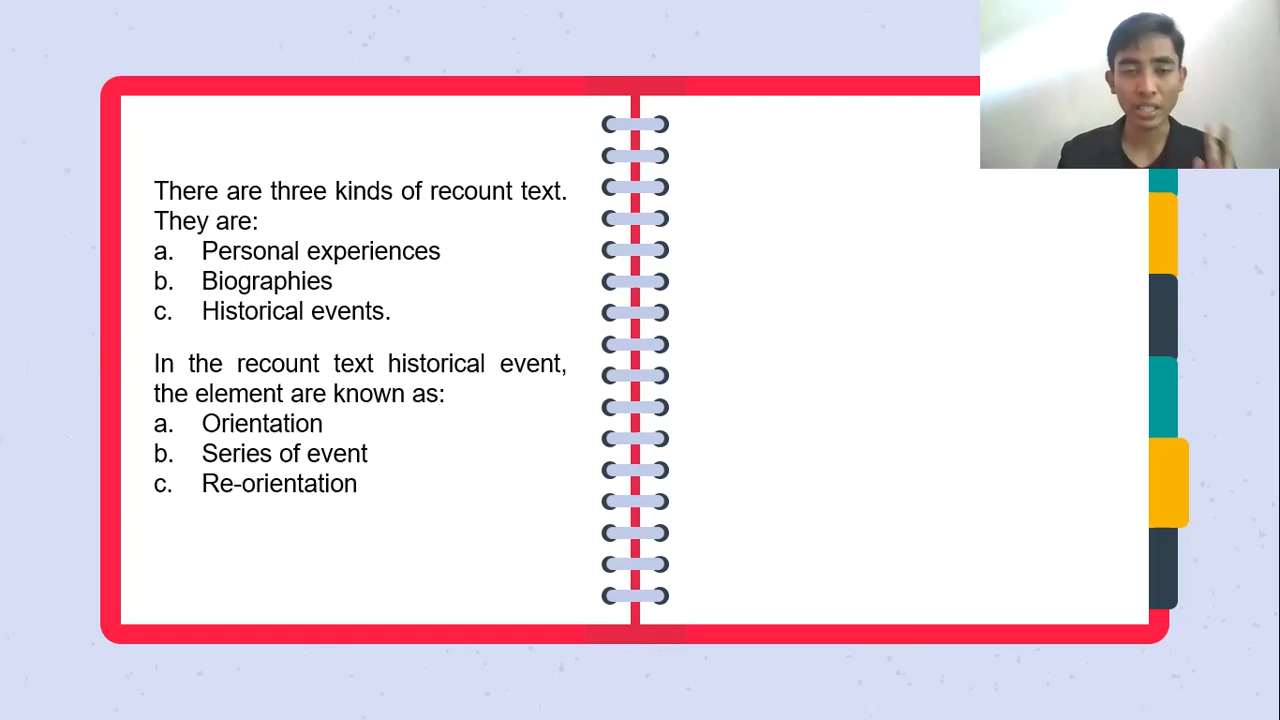 There are three kinds of recount text.
They are:
a. Personal experiences
b. Biographies
c. Historical events.
In the recount text historical event,
the element are known as:
a. Orientation
b. Series of event
c. Re-orientation